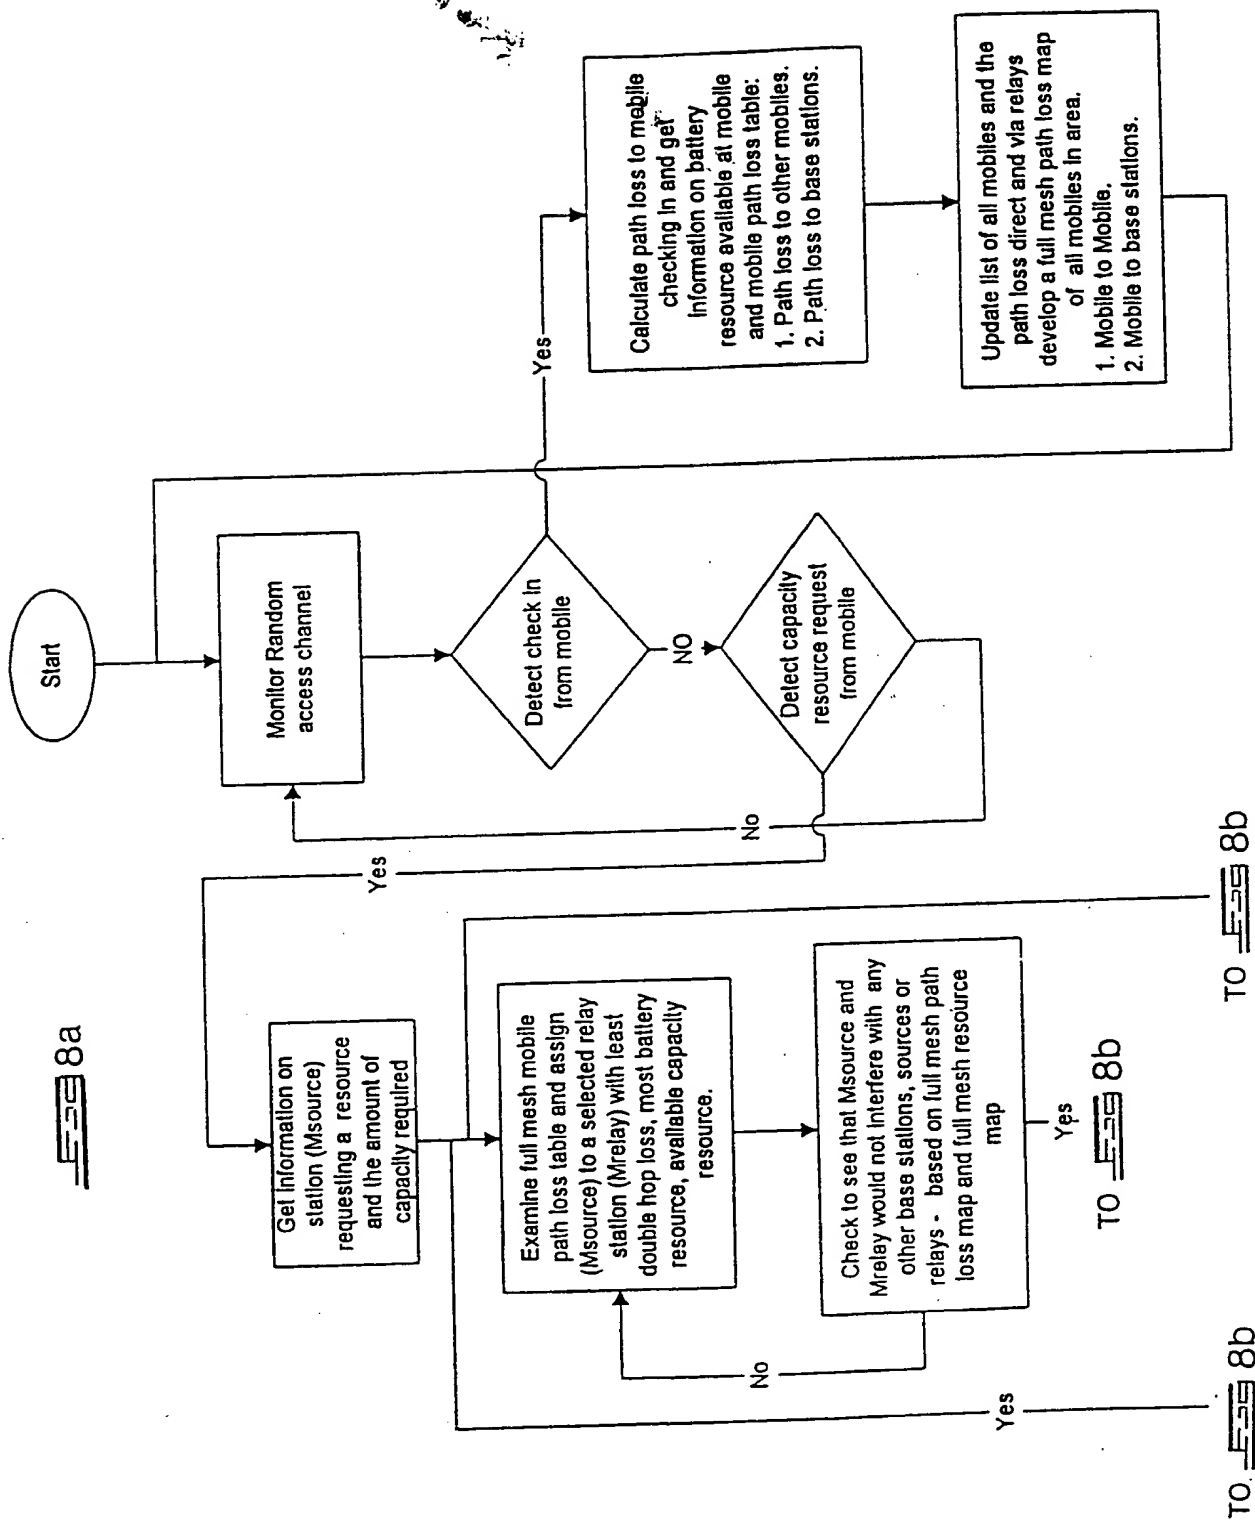 Fig 8a
Start
Monitor Random
access channel
Detect check in
from mobile
Yes
NO
Calculate path loss to mobile
checking in and get
information on battery
resource available at mobile
and mobile path loss table:
1. Path loss to other mobiles.
2. Path loss to base stations.
Update list of all mobiles and the
path loss direct and via relays
develop a full mesh path loss map
of all mobiles in area.
1. Mobile to Mobile.
2. Mobile to base stations.
Detect capacity
resource request
from mobile
No
Yes
Get information on
station (Msource)
requesting a resource
and the amount of
capacity required
Examine full mesh mobile
path loss table and assign
(Msource) to a selected relay
station (Mrelay) with least
double hop loss, most battery
resource, available capacity
resource.
Check to see that Msource and
Mrelay would not interfere with any
other base stations, sources or
relays - based on full mesh path
loss map and full mesh resource
map
No
Yes
Yes
TO Fig 8b
TO Fig 8b
TO. Fig 8b